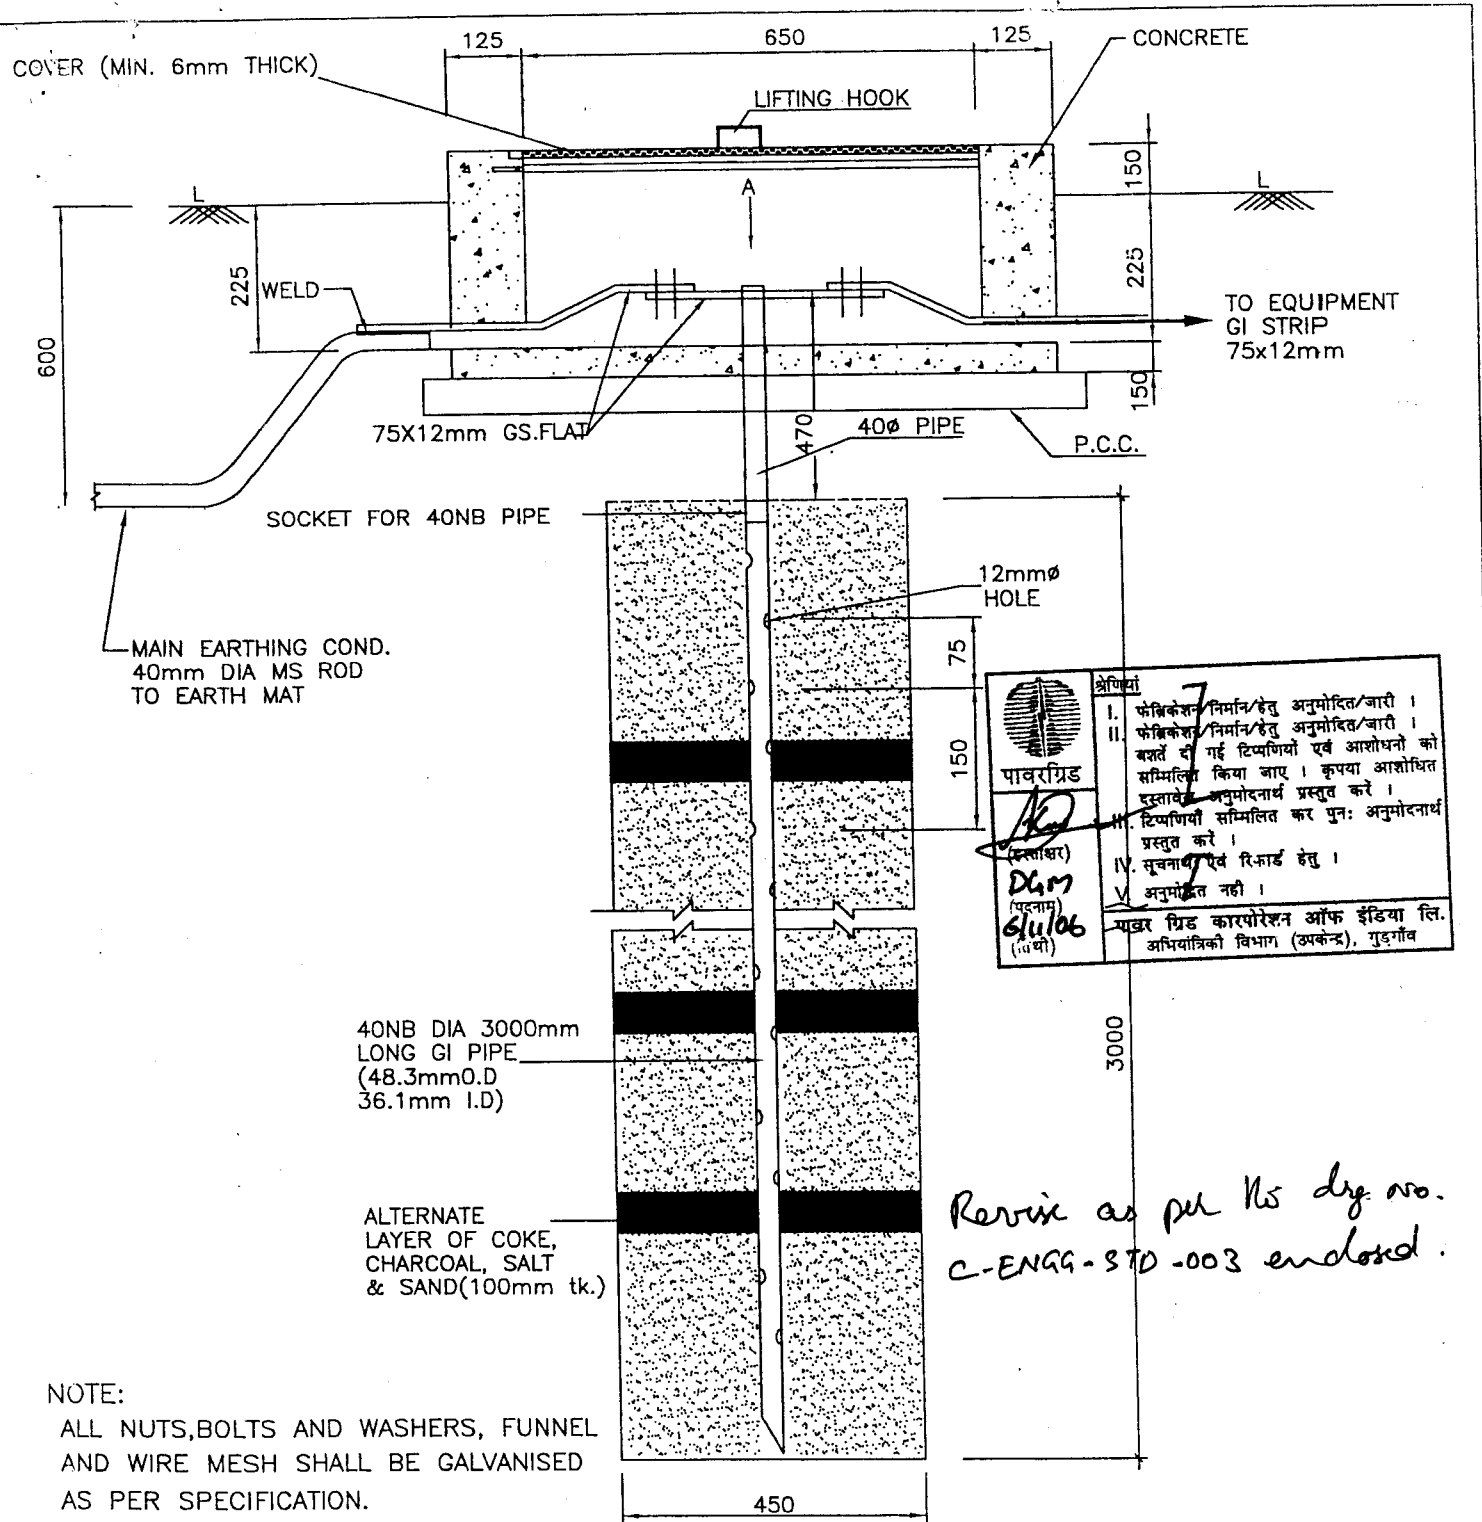 125
650
125
CONCRETE
COVER (MIN. 6mm THICK)
LIFTING HOOK
150
L
A
L
225
WELD
225
TO EQUIPMENT
GI STRIP
75x12mm
600
150
75X12mm GS.FLAT
470
40ø PIPE
P.C.C.
SOCKET FOR 40NB PIPE
12mmø
HOLE
MAIN EARTHING COND.
40mm DIA MS ROD
TO EARTH MAT
75
150
श्रेणियां
I. फेब्रिकेशन/निर्मान/हेतु अनुमोदित/जारी ।
II. फेब्रिकेशन/निर्मान/हेतु अनुमोदित/जारी ।
बशर्ते दी गई टिप्पणियों एवं आशोधनों को
सम्मिलित किया जाए । कृपया आशोधित
दस्तावेज अनुमोदनार्थ प्रस्तुत करें ।
III. टिप्पणियाँ सम्मिलित कर पुन: अनुमोदनार्थ
प्रस्तुत करें ।
IV. सूचनार्थ एवं रिकार्ड हेतु ।
V अनुमोदित नही ।
पावरग्रिड
(हस्ताक्षर)
DGM
(पदनाम)
6/11/06
(तिथी)
पावर ग्रिड कारपोरेशन ऑफ इंडिया लि.
अभियांत्रिकी विभाग (उपकेन्द्र), गुड़गाँव
3000
40NB DIA 3000mm
LONG GI PIPE
(48.3mmO.D
36.1mm I.D)
ALTERNATE
LAYER OF COKE,
CHARCOAL, SALT
& SAND(100mm tk.)
Revise as per drg. no.
C-ENGG-STD-003 enclosed.
NOTE:
ALL NUTS,BOLTS AND WASHERS, FUNNEL
AND WIRE MESH SHALL BE GALVANISED
AS PER SPECIFICATION.
450